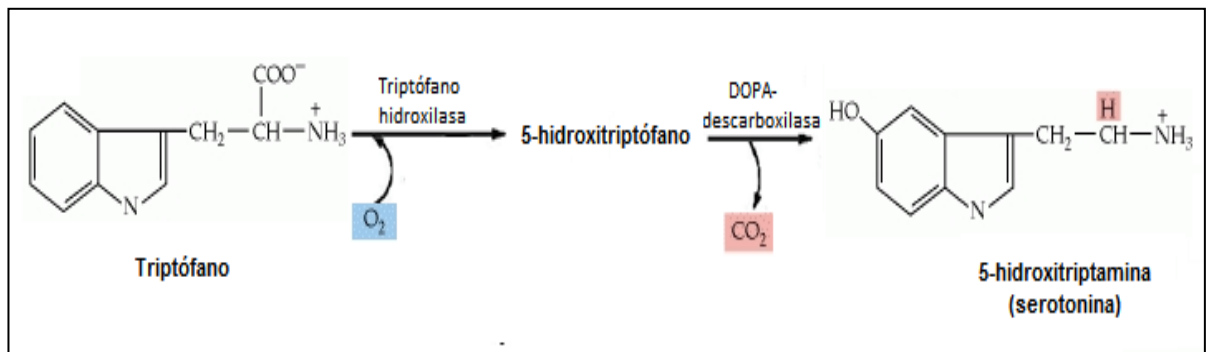 COO⁻
CH₂—CH—NH₃⁺
N
Triptófano
Triptófano
hidroxilasa
O₂
5-hidroxitriptófano
DOPA-
descarboxilasa
CO₂
HO
H
CH₂—CH—NH₃⁺
N
5-hidroxitriptamina
(serotonina)